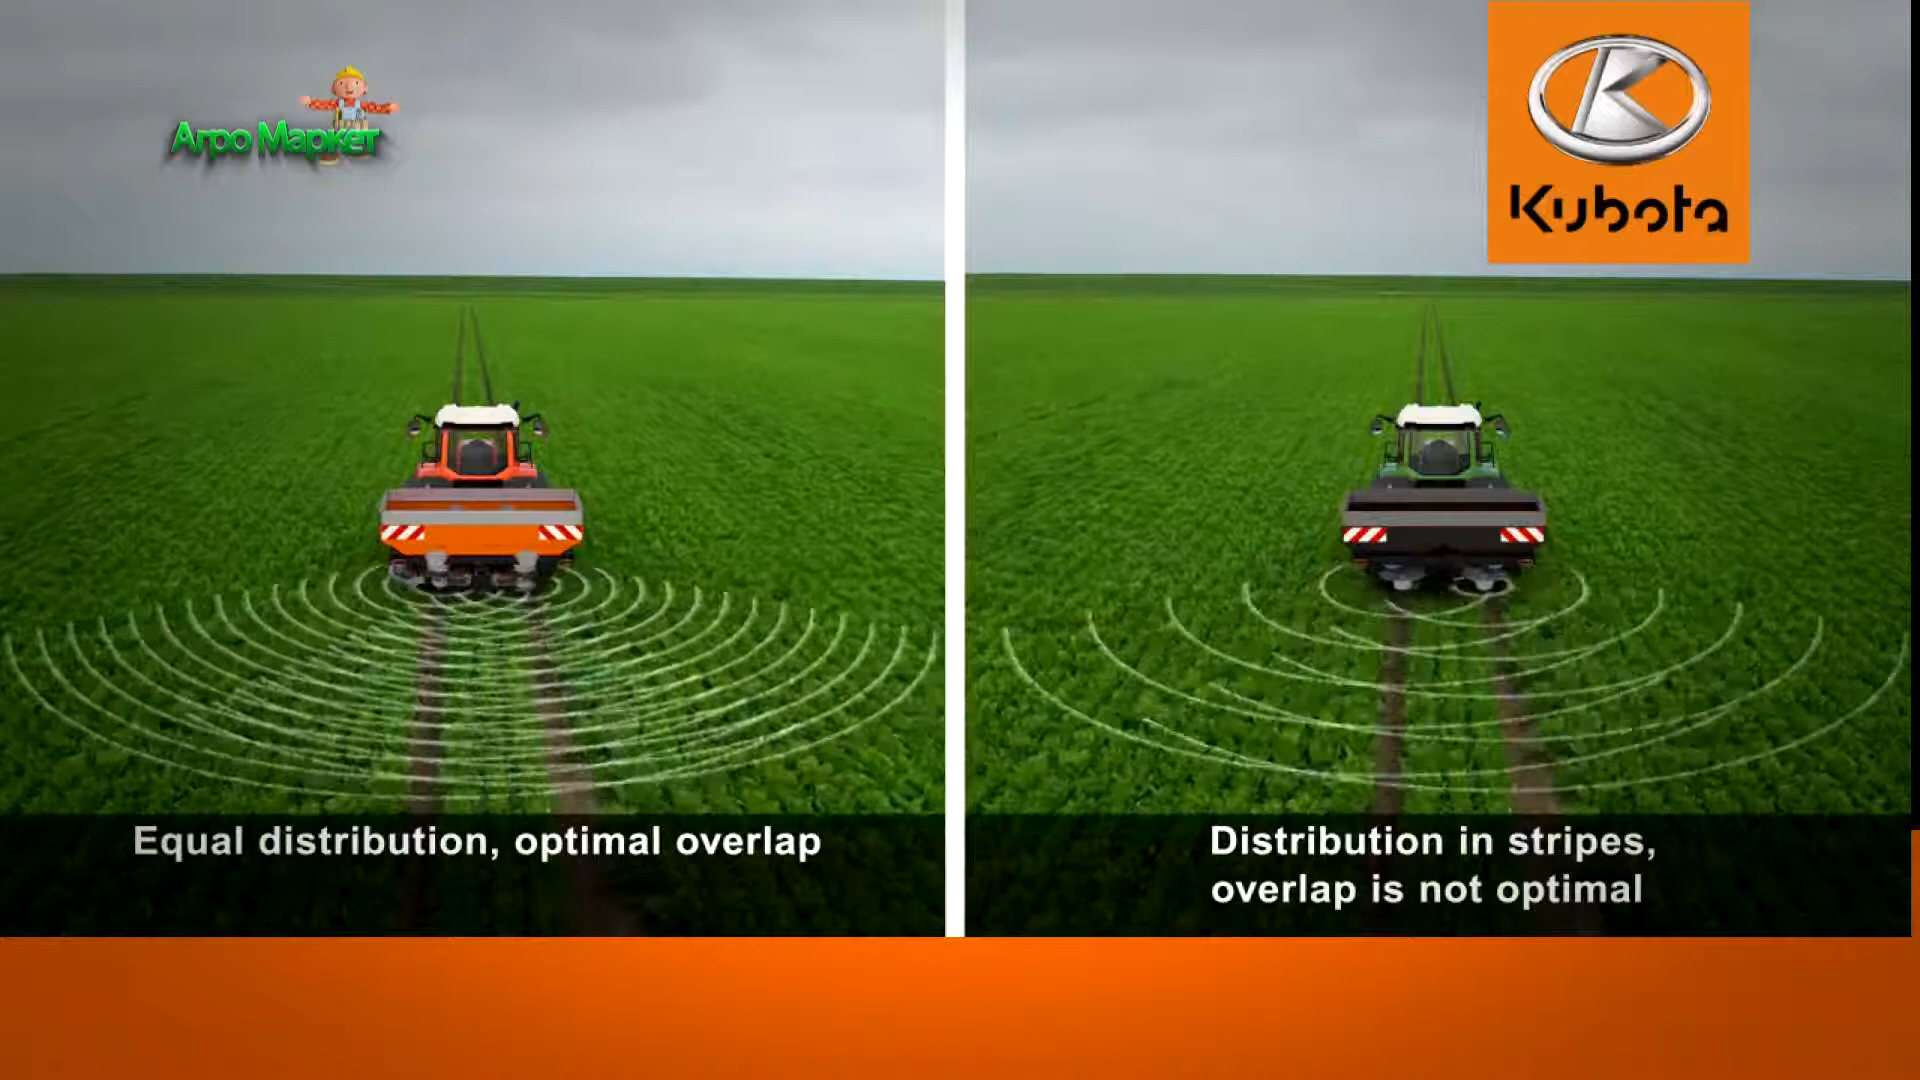 Агро Маркет
Kubota
Equal distribution, optimal overlap
Distribution in stripes,
overlap is not optimal